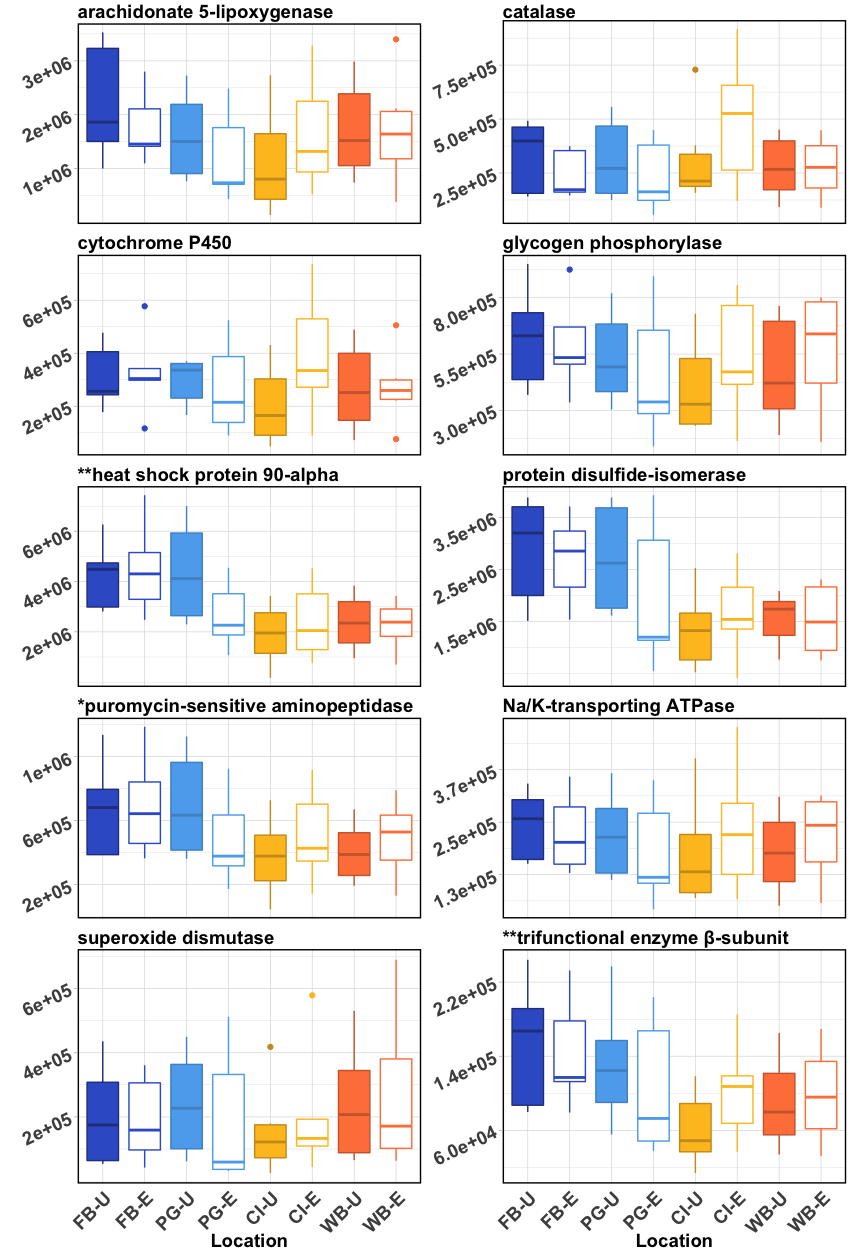 arachidonate 5-lipoxygenase
3e+06
2e+06
1e+06
catalase
7.5e+05
5.0e+05
2.5e+05
cytochrome P450
6e+05
4e+05
2e+05
glycogen phosphorylase
8.0e+05
5.5e+05
3.0e+05
**heat shock protein 90-alpha
6e+06
4e+06
2e+06
protein disulfide-isomerase
3.5e+06
2.5e+06
1.5e+06
*puromycin-sensitive aminopeptidase
1e+06
6e+05
2e+05
Na/K-transporting ATPase
3.7e+05
2.5e+05
1.3e+05
superoxide dismutase
6e+05
4e+05
2e+05
**trifunctional enzyme β-subunit
2.2e+05
1.4e+05
6.0e+04
FB-U FB-E PG-U PG-E CI-U CI-E WB-U WB-E
Location
FB-U FB-E PG-U PG-E CI-U CI-E WB-U WB-E
Location